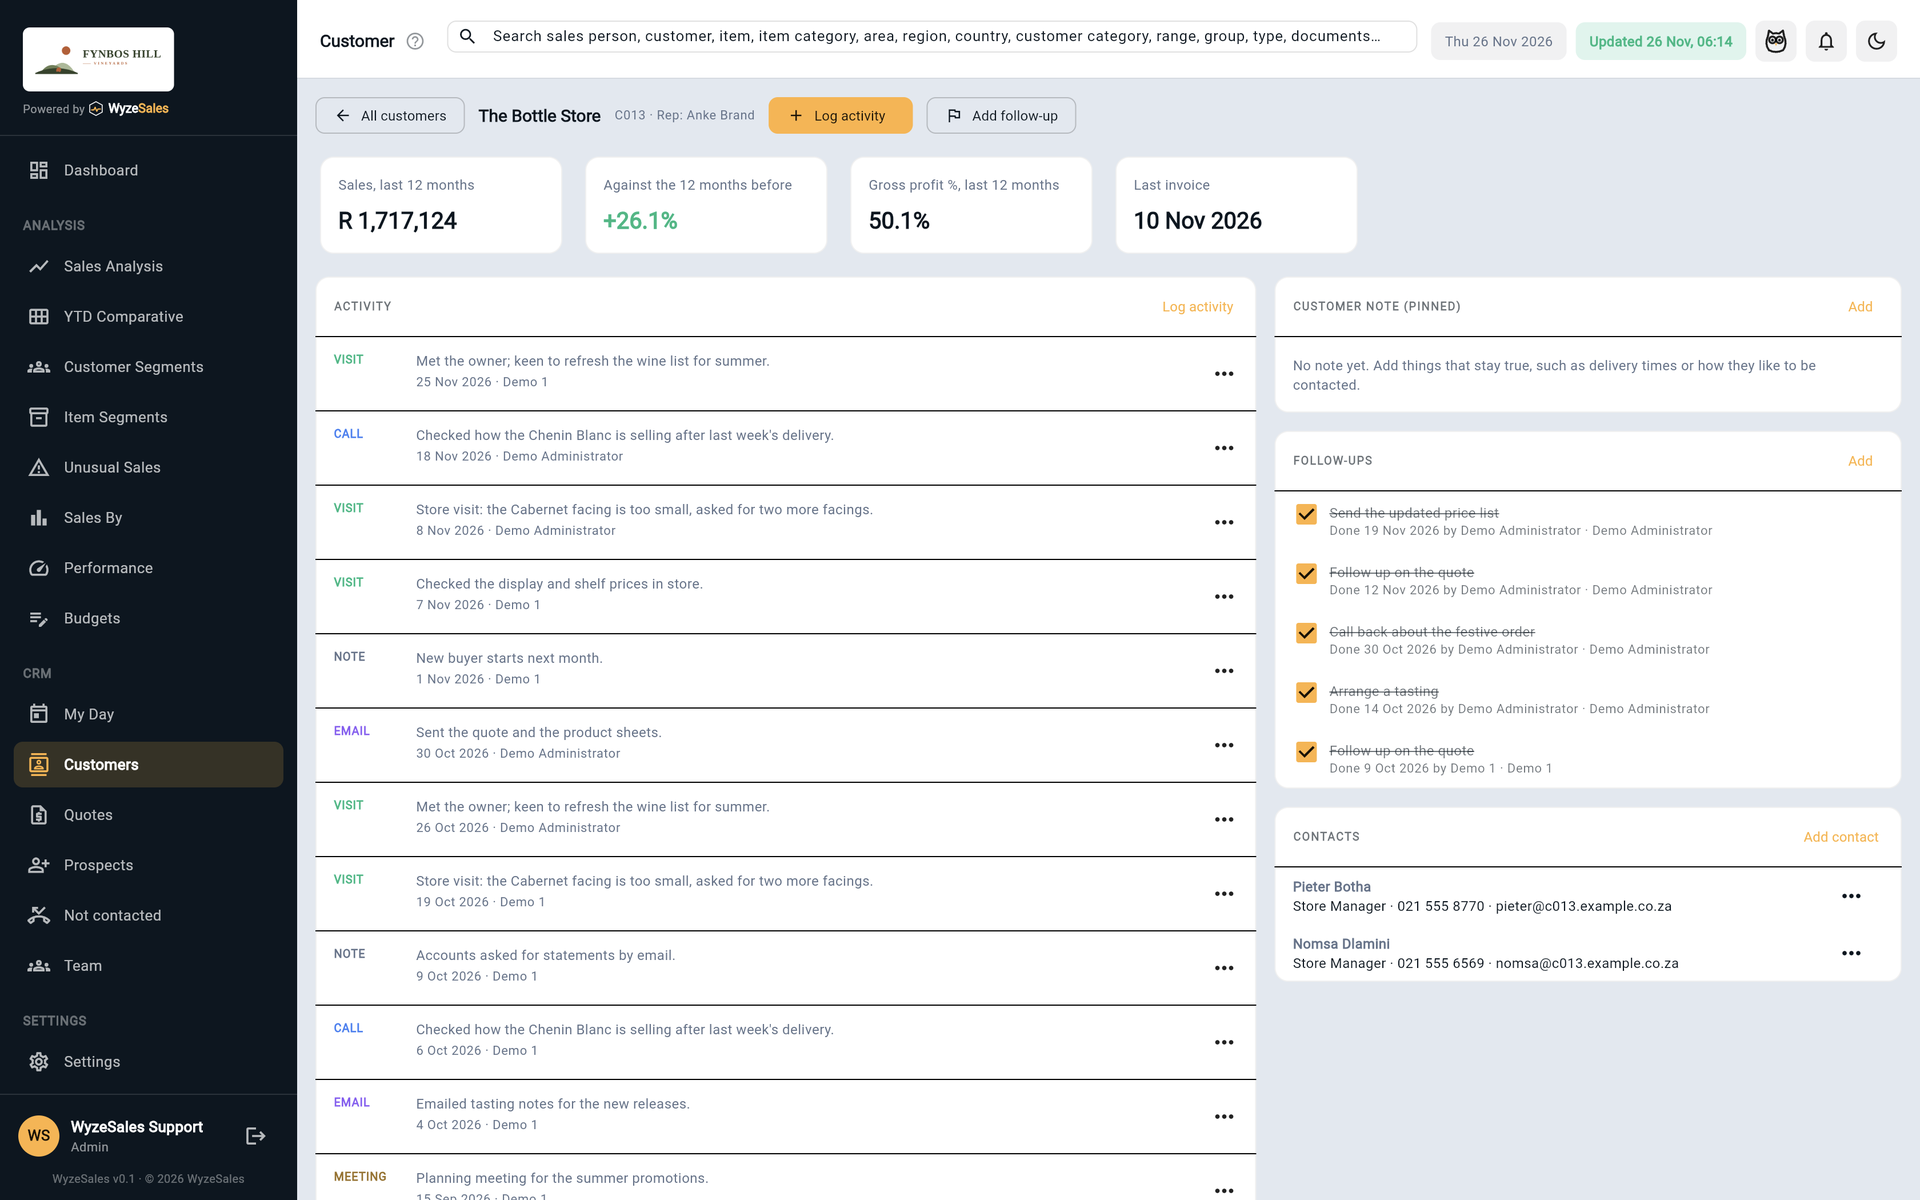 FYNBOS HILL
VINEYARDS
Powered by WyzeSales
Dashboard
ANALYSIS
Sales Analysis
YTD Comparative
Customer Segments
Item Segments
Unusual Sales
Sales By
Performance
Budgets
CRM
My Day
Customers
Quotes
Prospects
Not contacted
Team
SETTINGS
Settings
WS
WyzeSales Support
Admin
WyzeSales v0.1 · © 2026 WyzeSales
Customer
?
Search sales person, customer, item, item category, area, region, country, customer category, range, group, type, documents...
Thu 26 Nov 2026
Updated 26 Nov, 06:14
All customers
The Bottle Store
C013 · Rep: Anke Brand
Log activity
Add follow-up
Sales, last 12 months
R 1,717,124
Against the 12 months before
+26.1%
Gross profit %, last 12 months
50.1%
Last invoice
10 Nov 2026
ACTIVITY
Log activity
VISIT
Met the owner; keen to refresh the wine list for summer.
25 Nov 2026 · Demo 1
CALL
Checked how the Chenin Blanc is selling after last week's delivery.
18 Nov 2026 · Demo Administrator
VISIT
Store visit: the Cabernet facing is too small, asked for two more facings.
8 Nov 2026 · Demo Administrator
VISIT
Checked the display and shelf prices in store.
7 Nov 2026 · Demo 1
NOTE
New buyer starts next month.
1 Nov 2026 · Demo 1
EMAIL
Sent the quote and the product sheets.
30 Oct 2026 · Demo Administrator
VISIT
Met the owner; keen to refresh the wine list for summer.
26 Oct 2026 · Demo Administrator
VISIT
Store visit: the Cabernet facing is too small, asked for two more facings.
19 Oct 2026 · Demo 1
NOTE
Accounts asked for statements by email.
9 Oct 2026 · Demo 1
CALL
Checked how the Chenin Blanc is selling after last week's delivery.
6 Oct 2026 · Demo 1
EMAIL
Emailed tasting notes for the new releases.
4 Oct 2026 · Demo 1
MEETING
Planning meeting for the summer promotions.
15 Sep 2026 · Demo 1
CUSTOMER NOTE (PINNED)
Add
No note yet. Add things that stay true, such as delivery times or how they like to be
contacted.
FOLLOW-UPS
Add
Send the updated price list
Done 19 Nov 2026 by Demo Administrator · Demo Administrator
Follow up on the quote
Done 12 Nov 2026 by Demo Administrator · Demo Administrator
Call back about the festive order
Done 30 Oct 2026 by Demo Administrator · Demo Administrator
Arrange a tasting
Done 14 Oct 2026 by Demo Administrator · Demo Administrator
Follow up on the quote
Done 9 Oct 2026 by Demo 1 · Demo 1
CONTACTS
Add contact
Pieter Botha
Store Manager · 021 555 8770 · pieter@c013.example.co.za
Nomsa Dlamini
Store Manager · 021 555 6569 · nomsa@c013.example.co.za